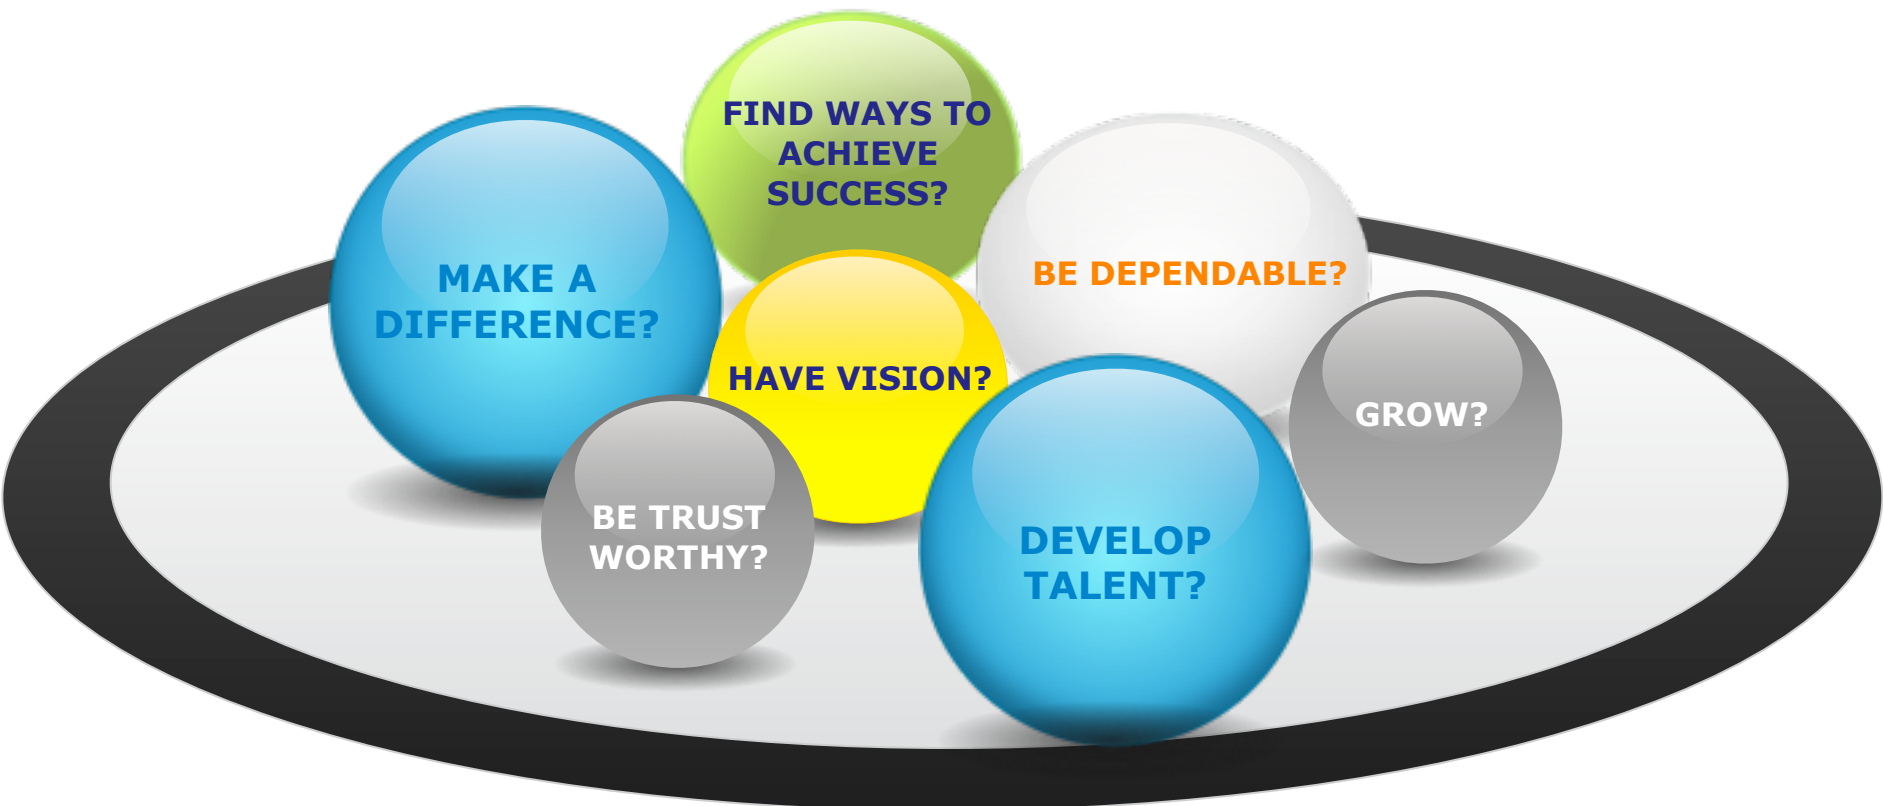 FIND WAYS TO
ACHIEVE
SUCCESS?
MAKE A
DIFFERENCE?
BE DEPENDABLE?
HAVE VISION?
GROW?
BE TRUST
WORTHY?
DEVELOP
TALENT?